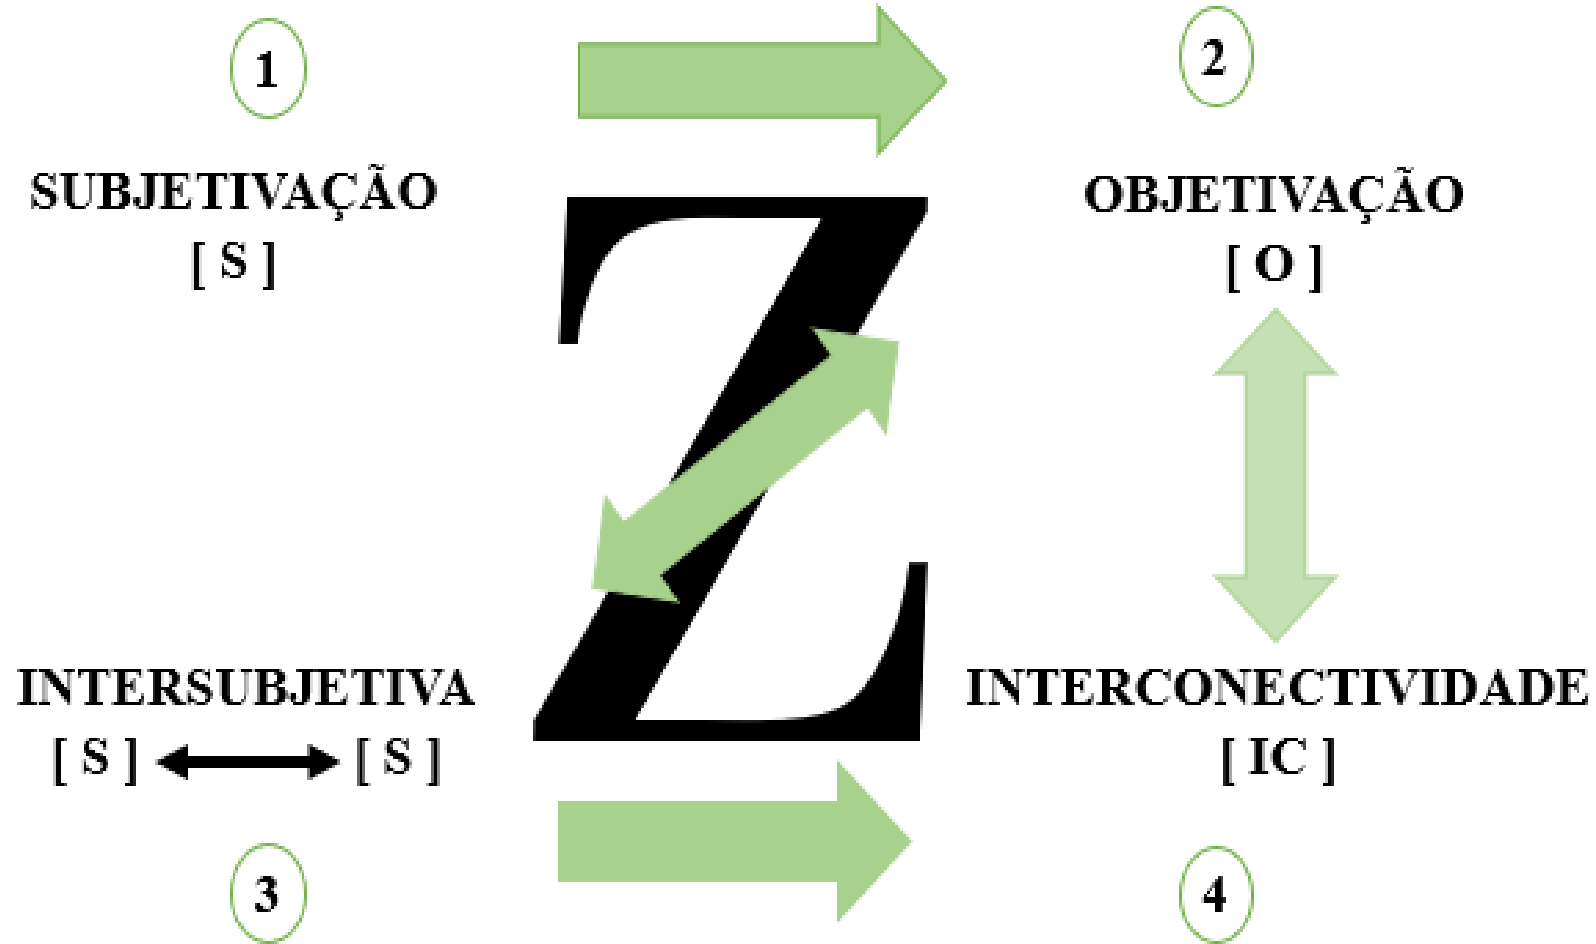 1
2
SUBJETIVAÇÃO
[ S ]
OBJETIVAÇÃO
[ O ]
Z
INTERSUBJETIVA
[ S ] [ S ]
INTERCONECTIVIDADE
[ IC ]
3
4